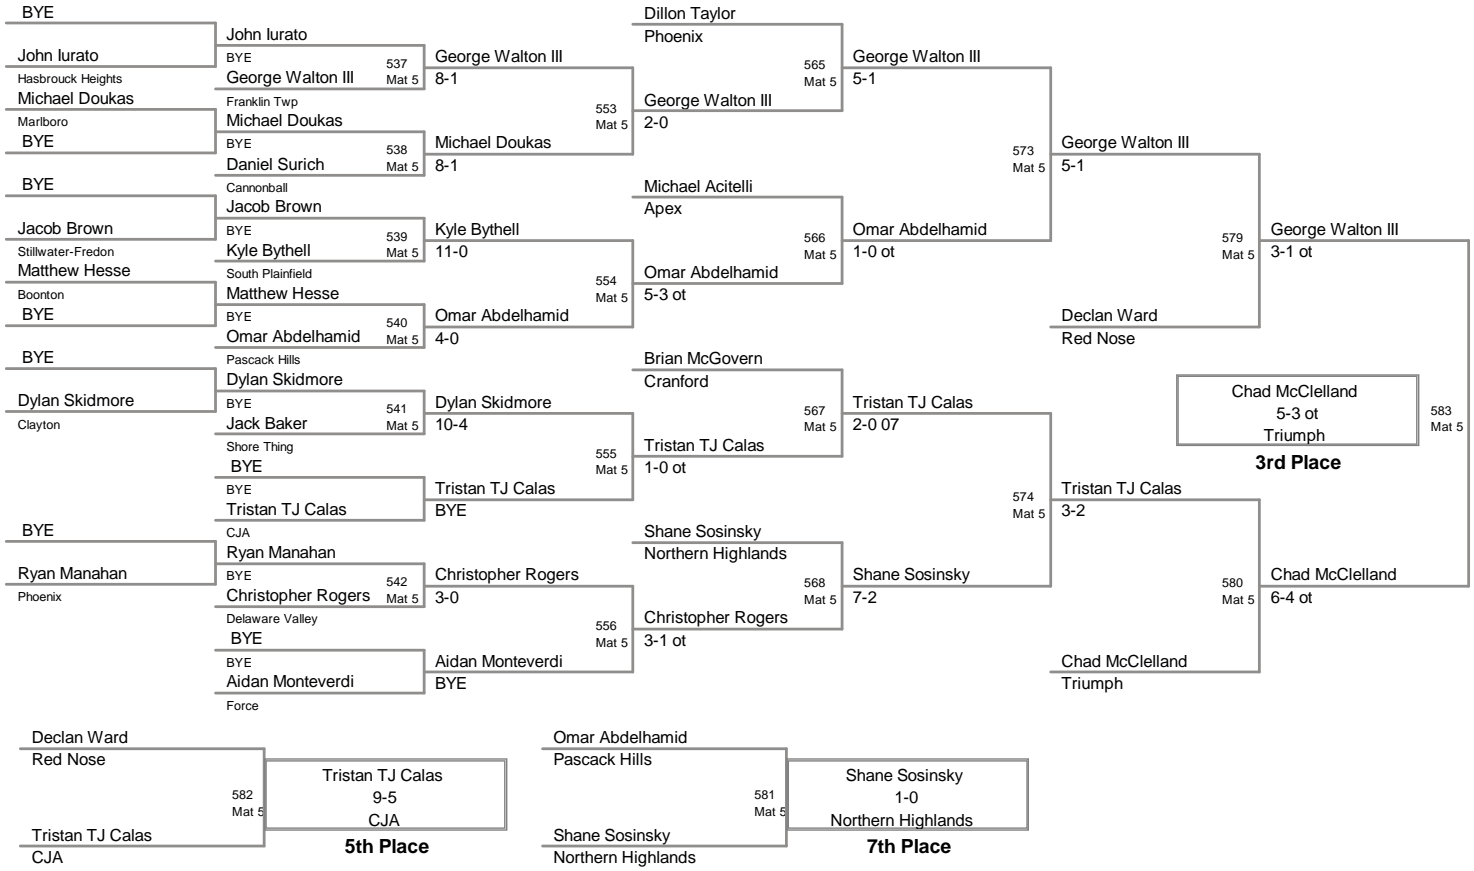 BYE
John Iurato
Hasbrouck Heights
Michael Doukas
Marlboro
BYE
BYE
Jacob Brown
Stillwater-Fredon
Matthew Hesse
Boonton
BYE
BYE
Dylan Skidmore
Clayton
BYE
Ryan Manahan
Phoenix
John Iurato
BYE
537
George Walton III
Mat 5
Franklin Twp
Michael Doukas
BYE
538
Daniel Surich
Mat 5
Cannonball
Jacob Brown
BYE
539
Kyle Bythell
Mat 5
South Plainfield
Matthew Hesse
BYE
540
Omar Abdelhamid
Mat 5
Pascack Hills
Dylan Skidmore
BYE
541
Jack Baker
Mat 5
Shore Thing
BYE
BYE
Tristan TJ Calas
CJA
Ryan Manahan
BYE
542
Christopher Rogers
Mat 5
Delaware Valley
BYE
BYE
Aidan Monteverdi
Force
George Walton III
8-1
553
Mat 5
Michael Doukas
8-1
Kyle Bythell
11-0
554
Mat 5
Omar Abdelhamid
4-0
Dylan Skidmore
10-4
555
Mat 5
Tristan TJ Calas
BYE
Christopher Rogers
3-0
556
Mat 5
Aidan Monteverdi
BYE
Dillon Taylor
Phoenix
565
Mat 5
George Walton III
2-0
Michael Acitelli
Apex
566
Mat 5
Omar Abdelhamid
5-3 ot
Brian McGovern
Cranford
567
Mat 5
Tristan TJ Calas
1-0 ot
Shane Sosinsky
Northern Highlands
568
Mat 5
Christopher Rogers
3-1 ot
George Walton III
5-1
573
Mat 5
Omar Abdelhamid
1-0 ot
Tristan TJ Calas
2-0 07
574
Mat 5
Shane Sosinsky
7-2
George Walton III
5-1
579
Mat 5
Declan Ward
Red Nose
Tristan TJ Calas
3-2
580
Mat 5
Chad McClelland
Triumph
George Walton III
3-1 ot
Chad McClelland
5-3 ot
Triumph
3rd Place
583
Mat 5
Chad McClelland
6-4 ot
Declan Ward
Red Nose
582
Mat 5
Tristan TJ Calas
CJA
Tristan TJ Calas
9-5
CJA
5th Place
Omar Abdelhamid
Pascack Hills
581
Mat 5
Shane Sosinsky
Northern Highlands
Shane Sosinsky
1-0
Northern Highlands
7th Place